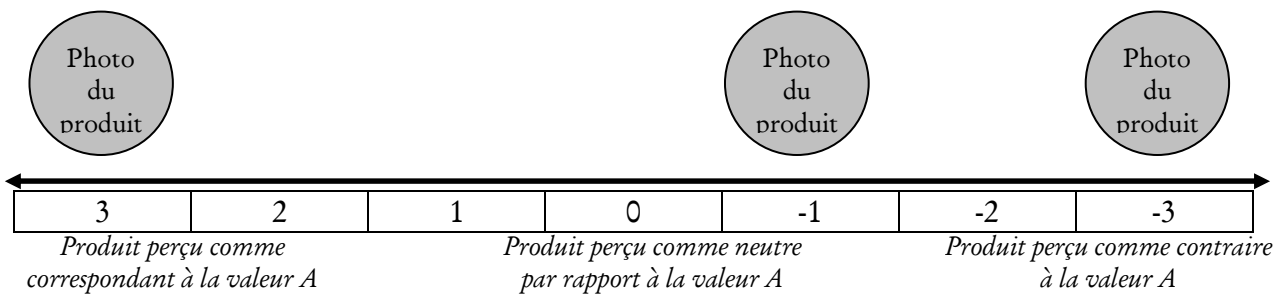 Photo
du
produit
Photo
du
produit
Photo
du
produit
3 2 1 0 -1 -2 -3
Produit perçu comme
correspondant à la valeur A
Produit perçu comme neutre
par rapport à la valeur A
Produit perçu comme contraire
à la valeur A